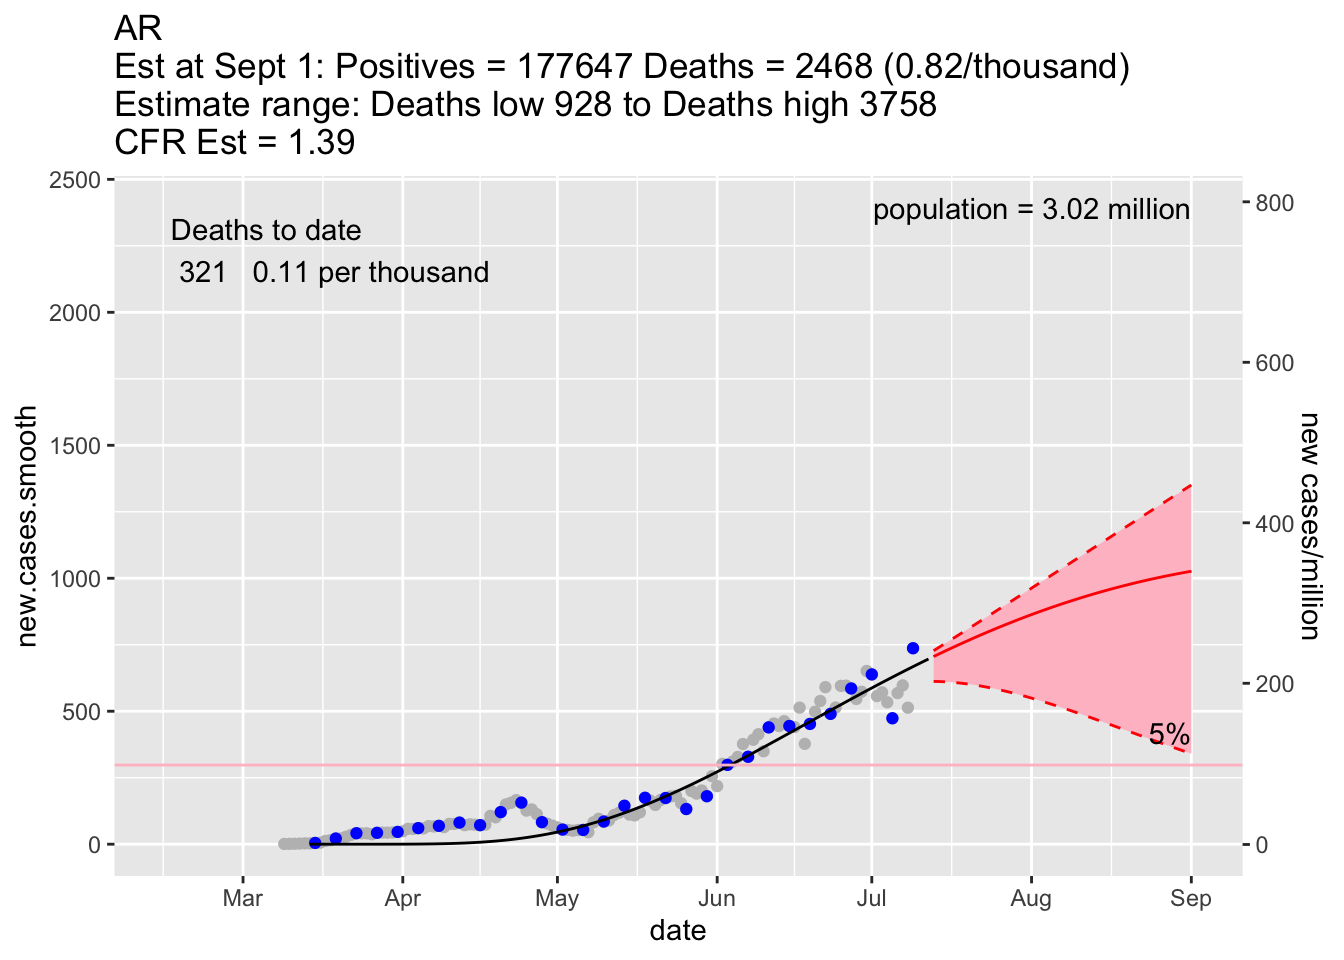 AR
Est at Sept 1: Positives = 177647 Deaths = 2468 (0.82/thousand)
Estimate range: Deaths low 928 to Deaths high 3758
CFR Est = 1.39
2500
2000
1500
1000
500
0
new.cases.smooth
Deaths to date
321 0.11 per thousand
population = 3.02 million
5%
800
600
400
200
0
new cases/million
Mar Apr May Jun Jul Aug Sep
date